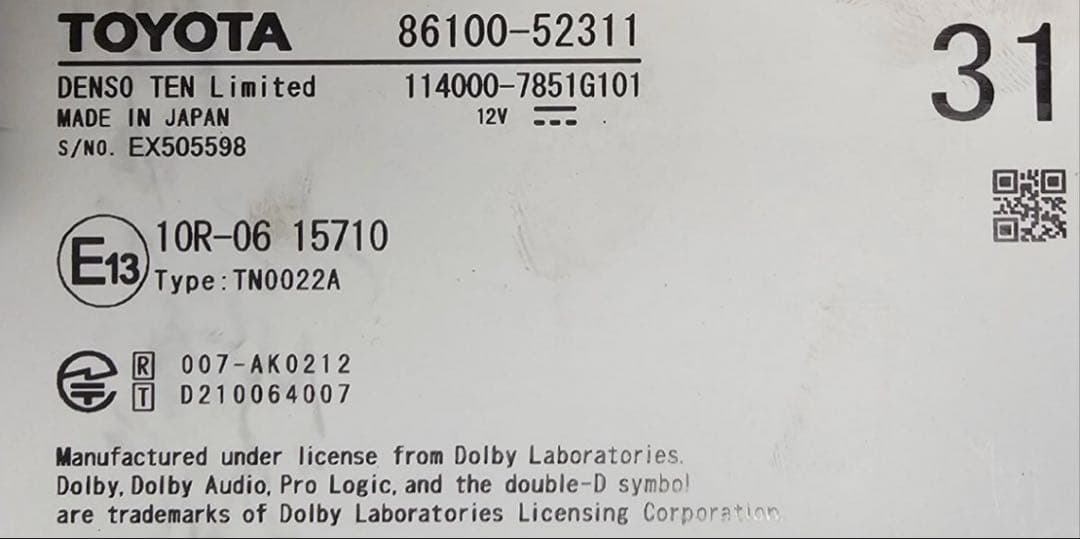 TOYOTA 86100-52311
31
DENSO TEN Limited 114000-7851G101
MADE IN JAPAN 12V
S/NO. EX505598
E13 10R-06 15710
Type:TN0022A
R 007-AK0212
T D210064007
Manufactured under license from Dolby Laboratories.
Dolby, Dolby Audio, Pro Logic, and the double-D symbol
are trademarks of Dolby Laboratories Licensing Corporation.